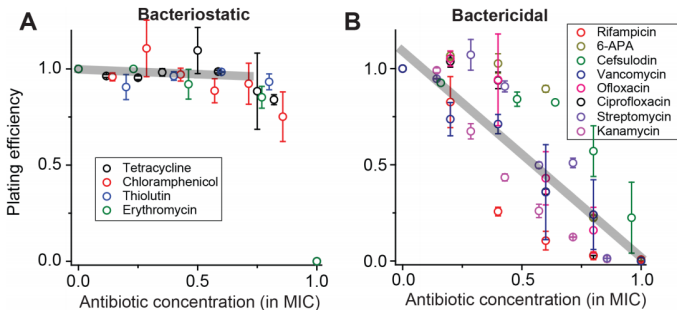 A
Bacteriostatic
Plating efficiency
1.0
0.5
0.0
Tetracycline
Chloramphenicol
Thiolutin
Erythromycin
0.0
0.5
1.0
Antibiotic concentration (in MIC)
B
Bactericidal
1.0
0.5
0.0
Rifampicin
6-APA
Cefsulodin
Vancomycin
Ofloxacin
Ciprofloxacin
Streptomycin
Kanamycin
0.0
0.5
1.0
Antibiotic concentration (in MIC)